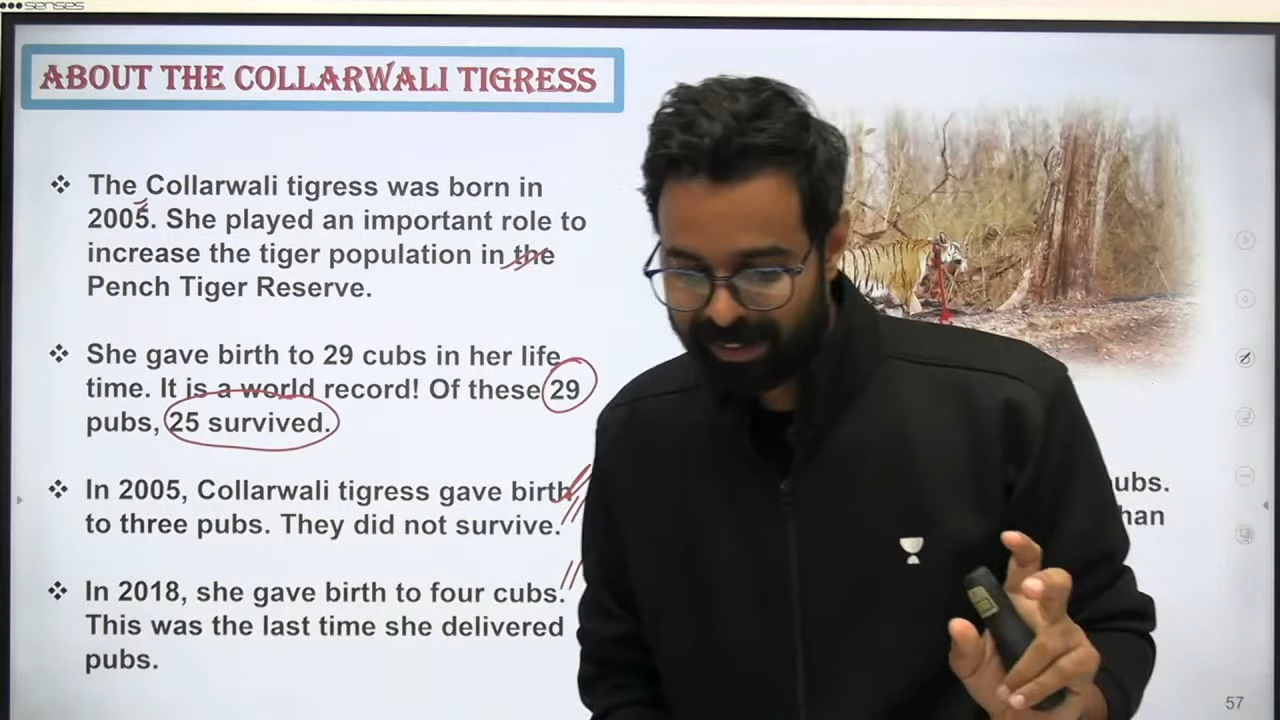 senses
ABOUT THE COLLARWALI TIGRESS
❖ The Collarwali tigress was born in
2005. She played an important role to
increase the tiger population in the
Pench Tiger Reserve.
❖ She gave birth to 29 cubs in her life
time. It is a world record! Of these 29
pubs, 25 survived.
❖ In 2005, Collarwali tigress gave birth
to three pubs. They did not survive.
❖ In 2018, she gave birth to four cubs.
This was the last time she delivered
pubs.
57